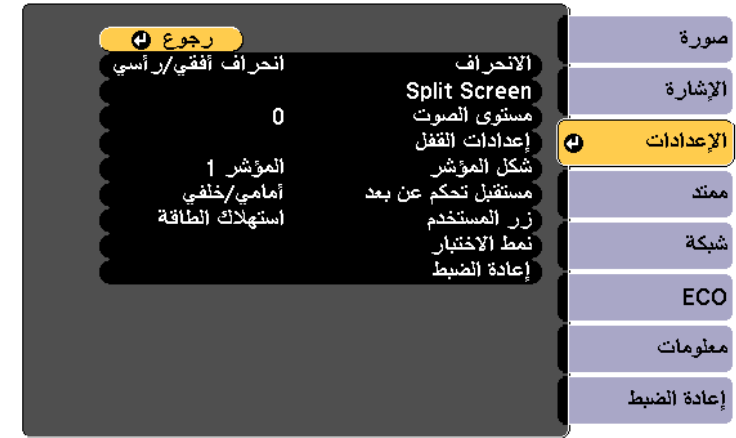 صورة
الإشارة
الإعدادات
ممتد
شبكة
ECO
معلومات
إعادة الضبط
رجوع
الانحراف انحراف أفقي/رأسي
Split Screen
مستوى الصوت 0
إعدادات القفل
شكل المؤشر المؤشر 1
مستقبل تحكم عن بعد أمامي/خلفي
زر المستخدم استهلاك الطاقة
نمط الاختبار
إعادة الضبط